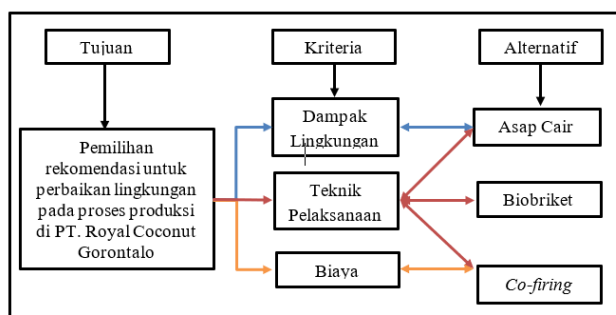 Tujuan
Kriteria
Alternatif
Pemilihan
rekomendasi untuk
perbaikan lingkungan
pada proses produksi
di PT. Royal Coconut
Gorontalo
Dampak
Lingkungan
Teknik
Pelaksanaan
Biaya
Asap Cair
Biobriket
Co-firing